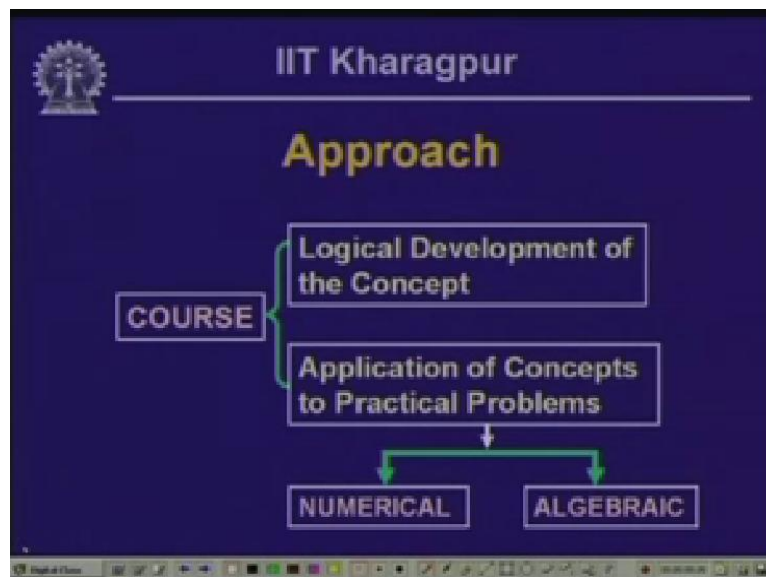 IIT Kharagpur
Approach
Logical Development of
the Concept
COURSE
Application of Concepts
to Practical Problems
NUMERICAL
ALGEBRAIC